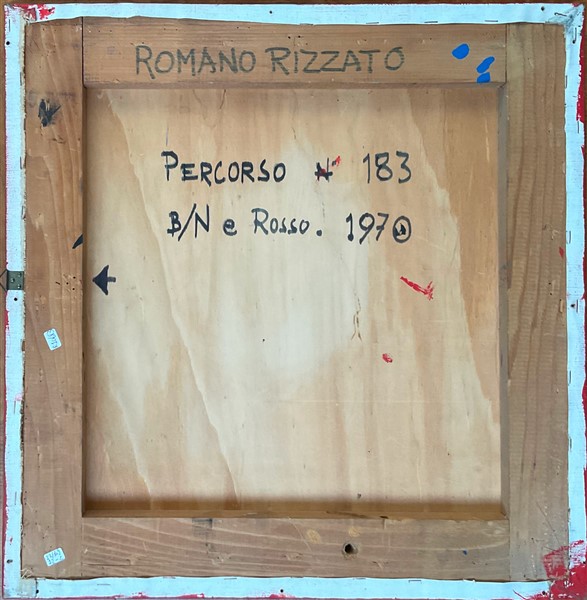 ROMANO RIZZATO
PERCORSO N° 183
B/N e ROSSO. 1970